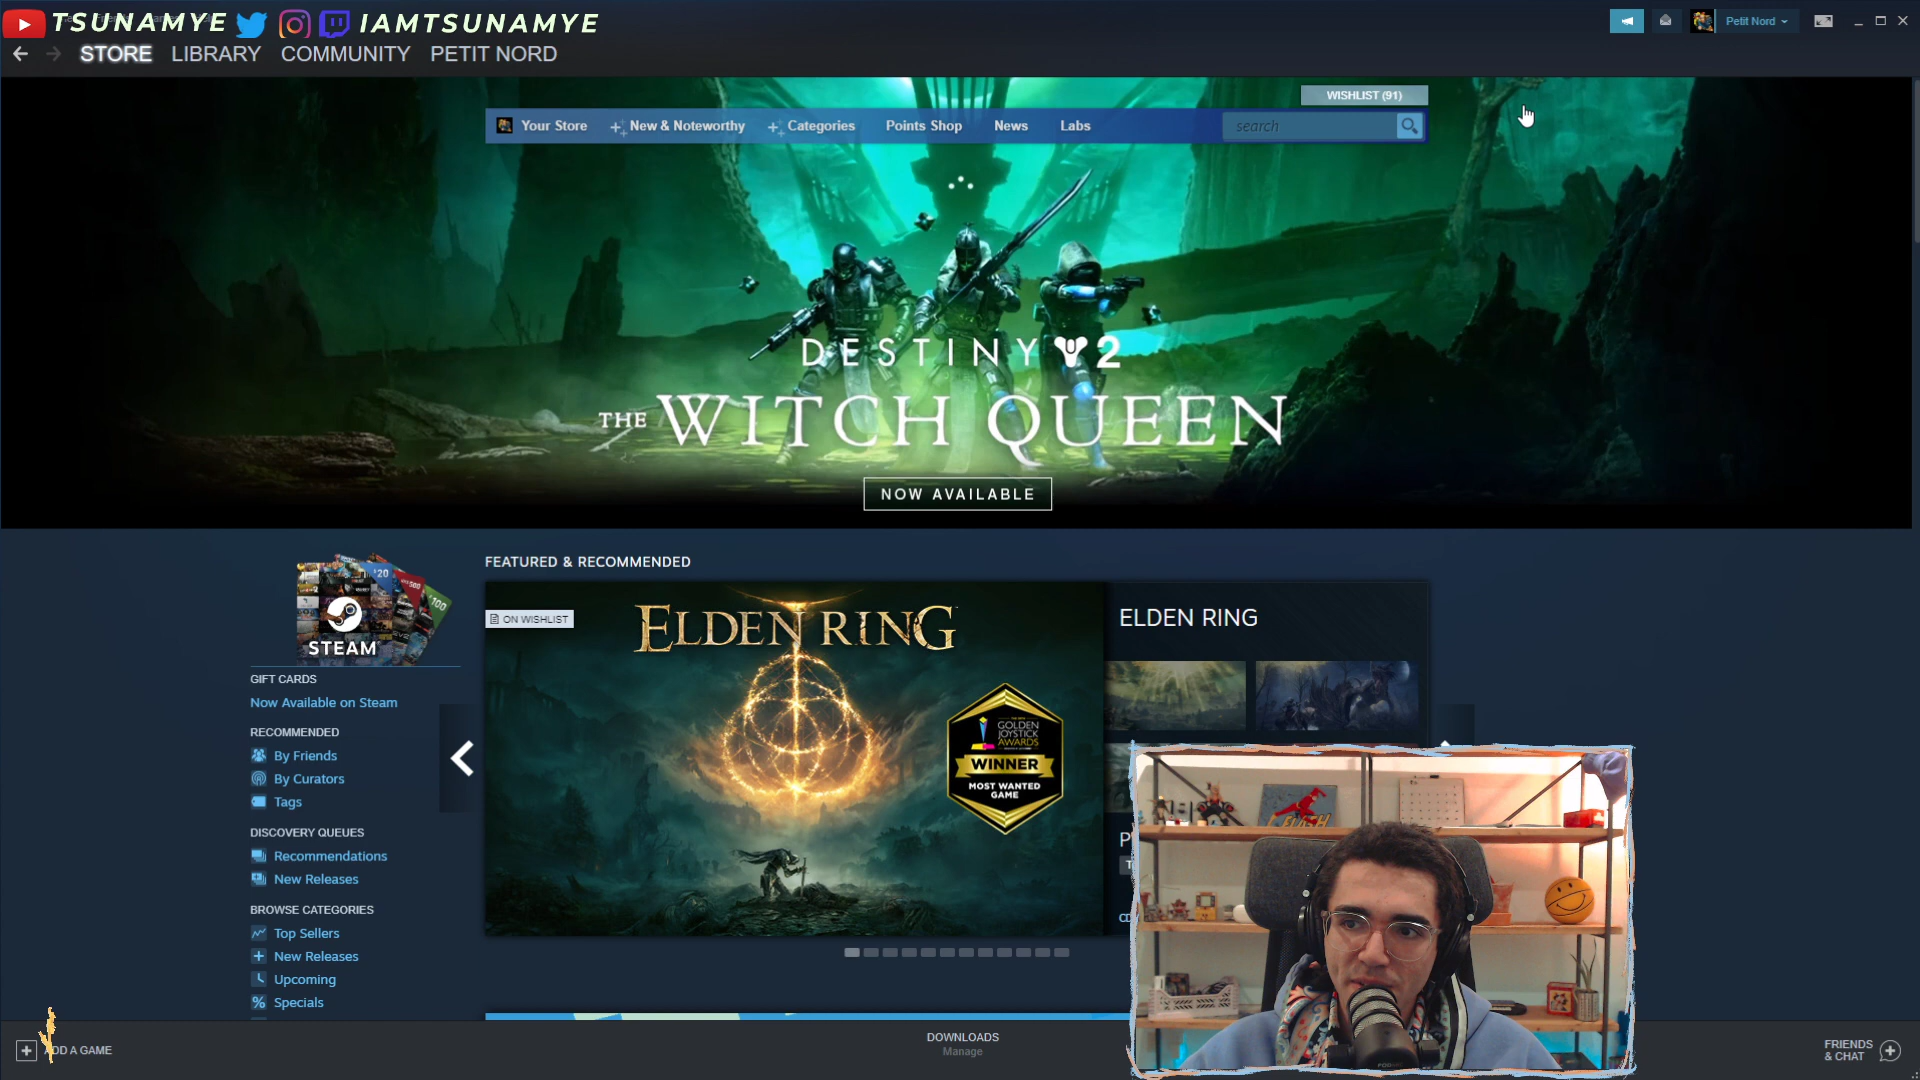 TSUNAMYE IAMTSUNAMYE
Petit Nord
STORE LIBRARY COMMUNITY PETIT NORD
WISHLIST (91)
Your Store New & Noteworthy Categories Points Shop News Labs search
DESTINY 2
THE WITCH QUEEN
NOW AVAILABLE
FEATURED & RECOMMENDED
ON WISHLIST
ELDEN RING
ELDEN RING
STEAM
GIFT CARDS
Now Available on Steam
RECOMMENDED
By Friends
By Curators
Tags
GOLDEN
JOYSTICK
AWARDS
WINNER
MOST WANTED
GAME
DISCOVERY QUEUES
Recommendations
New Releases
BROWSE CATEGORIES
Top Sellers
New Releases
Upcoming
Specials
DOWNLOADS
Manage
FRIENDS
& CHAT